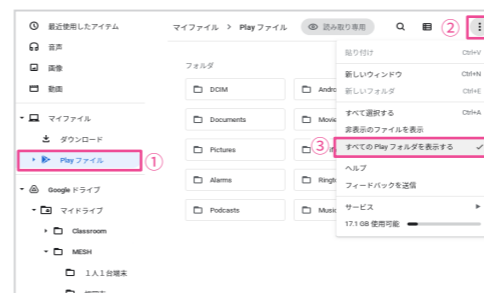 最近使用したアイテム
音声
画像
動画
マイファイル
ダウンロード
Play ファイル
①
Google ドライブ
マイドライブ
Classroom
MESH
1人1台端末
マイファイル > Play ファイル
読み取り専用
②
フォルダ
DCIM
Documents
Pictures
Alarms
Podcasts
Andro
Movie
Ringt
Music
貼り付け Ctrl+V
新しいウィンドウ Ctrl+N
新しいフォルダ Ctrl+E
すべて選択する Ctrl+A
非表示のファイルを表示
③
すべての Play フォルダを表示する
ヘルプ
フィードバックを送信
サービス
17.1 GB 使用可能